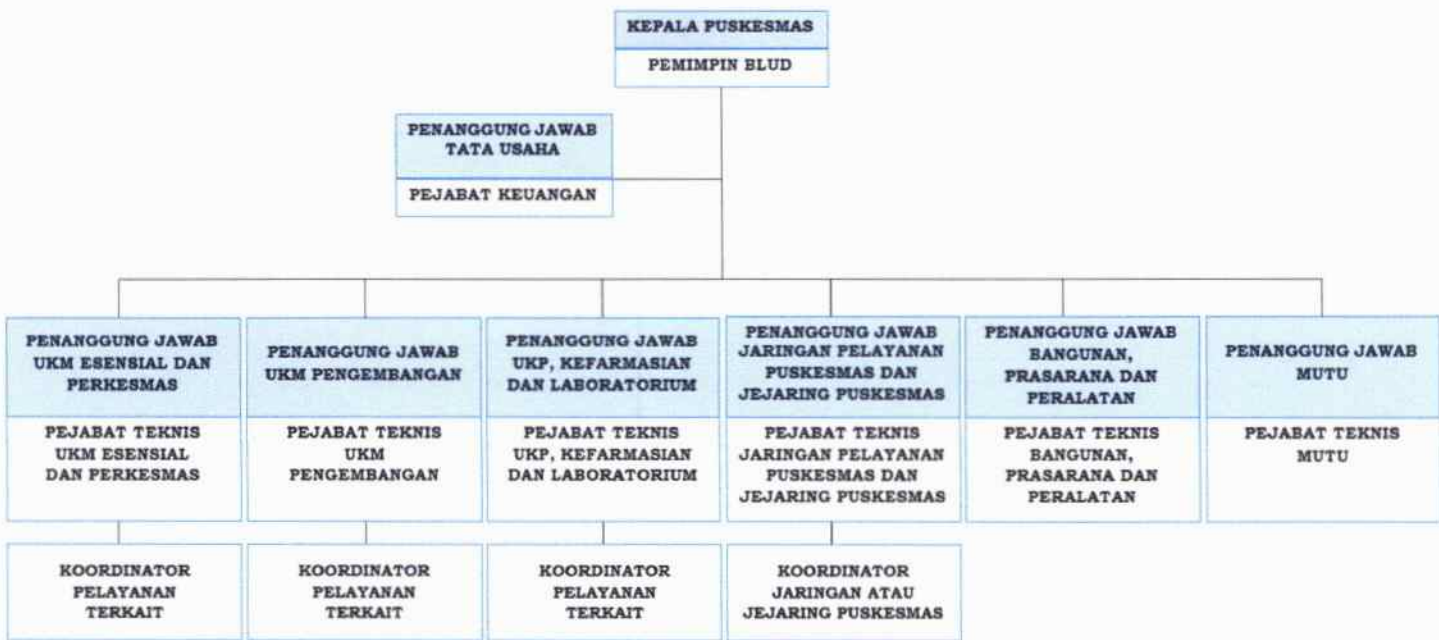 KEPALA PUSKESMAS
PEMIMPIN BLUD
PENANGGUNG JAWAB
TATA USAHA
PEJABAT KEUANGAN
PENANGGUNG JAWAB
UKM ESENSIAL DAN
PERKESMAS
PEJABAT TEKNIS
UKM ESENSIAL
DAN PERKESMAS
KOORDINATOR
PELAYANAN
TERKAIT
PENANGGUNG JAWAB
UKM PENGEMBANGAN
PEJABAT TEKNIS
UKM
PENGEMBANGAN
KOORDINATOR
PELAYANAN
TERKAIT
PENANGGUNG JAWAB
UKP, KEFARMASIAN
DAN LABORATORIUM
PEJABAT TEKNIS
UKP, KEFARMASIAN
DAN LABORATORIUM
KOORDINATOR
PELAYANAN
TERKAIT
PENANGGUNG JAWAB
JARINGAN PELAYANAN
PUSKESMAS DAN
JEJARING PUSKESMAS
PEJABAT TEKNIS
JARINGAN PELAYANAN
PUSKESMAS DAN
JEJARING PUSKESMAS
KOORDINATOR
JARINGAN ATAU
JEJARING PUSKESMAS
PENANGGUNG JAWAB
BANGUNAN,
PRASARANA DAN
PERALATAN
PEJABAT TEKNIS
BANGUNAN,
PRASARANA DAN
PERALATAN
PENANGGUNG JAWAB
MUTU
PEJABAT TEKNIS
MUTU